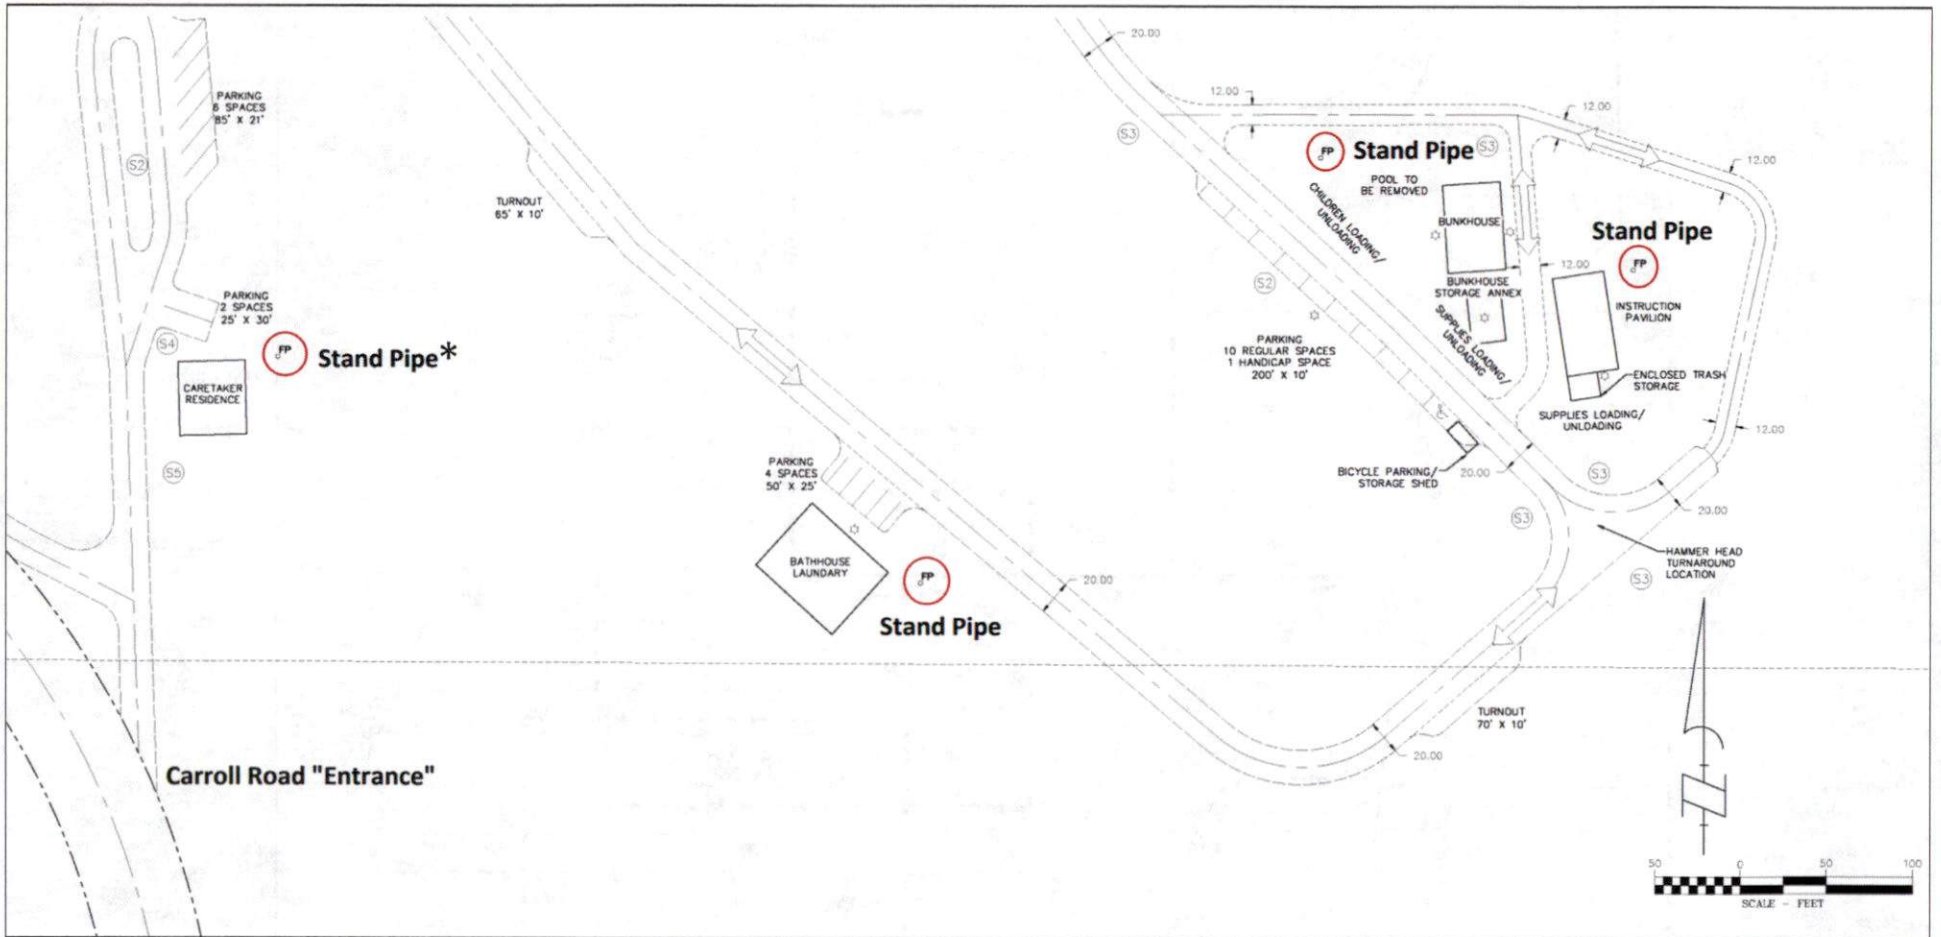 20.00
12.00
12.00
PARKING
6 SPACES
85' X 21'
S3
FP
Stand Pipe
S3
S2
12.00
POOL TO
BE REMOVED
TURNOUT
65' X 10'
CHILDREN LOADING/
UNLOADING
BUNKHOUSE
Stand Pipe
FP
12.00
S2
BUNKHOUSE
STORAGE ANNEX
PARKING
2 SPACES
25' X 30'
INSTRUCTION
PAVILION
SUPPLIES LOADING/
UNLOADING
S4
FP
Stand Pipe*
PARKING
10 REGULAR SPACES
1 HANDICAP SPACE
200' X 10'
CARETAKER
RESIDENCE
ENCLOSED TRASH
STORAGE
SUPPLIES LOADING/
UNLOADING
12.00
PARKING
4 SPACES
50' X 25'
S5
BICYCLE PARKING/
STORAGE SHED
20.00
S3
20.00
S3
BATHHOUSE
LAUNDARY
FP
20.00
HAMMER HEAD
TURNAROUND
LOCATION
S3
Stand Pipe
TURNOUT
70' X 10'
20.00
Carroll Road "Entrance"
50 0 50 100
SCALE - FEET